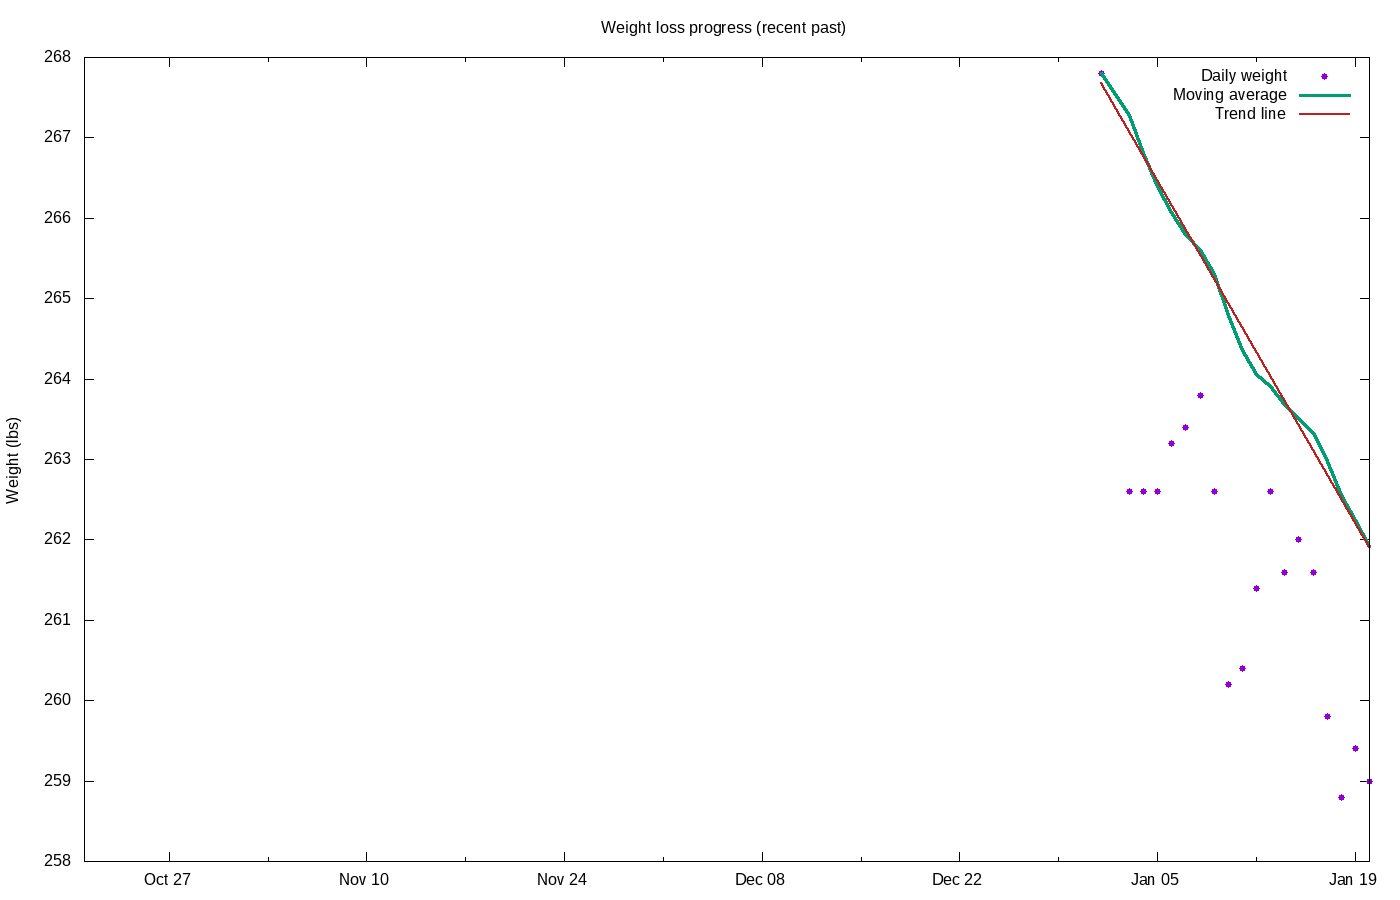 Weight loss progress (recent past)
268
267
266
265
264
263
262
261
260
259
258
Weight (lbs)
Daily weight
Moving average
Trend line
Oct 27 Nov 10 Nov 24 Dec 08 Dec 22 Jan 05 Jan 19